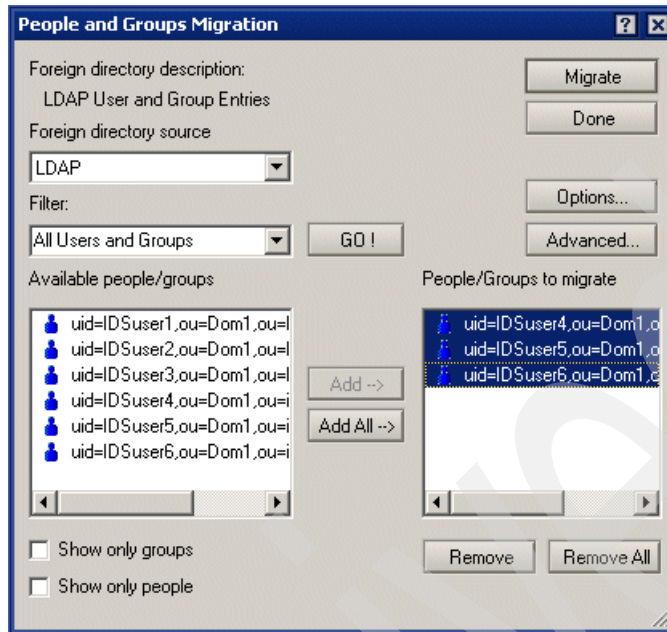 People and Groups Migration
Foreign directory description:
LDAP User and Group Entries
Foreign directory source
LDAP
Filter:
All Users and Groups
GO !
Migrate
Done
Options...
Advanced...
Available people/groups
uid=IDSuser1,ou=Dom1,ou=I
uid=IDSuser2,ou=Dom1,ou=I
uid=IDSuser3,ou=Dom1,ou=I
uid=IDSuser4,ou=Dom1,ou=i
uid=IDSuser5,ou=Dom1,ou=i
uid=IDSuser6,ou=Dom1,ou=i
Add -->
Add All -->
People/Groups to migrate
uid=IDSuser4,ou=Dom1,o
uid=IDSuser5,ou=Dom1,o
uid=IDSuser6,ou=Dom1,o
Show only groups
Show only people
Remove
Remove All